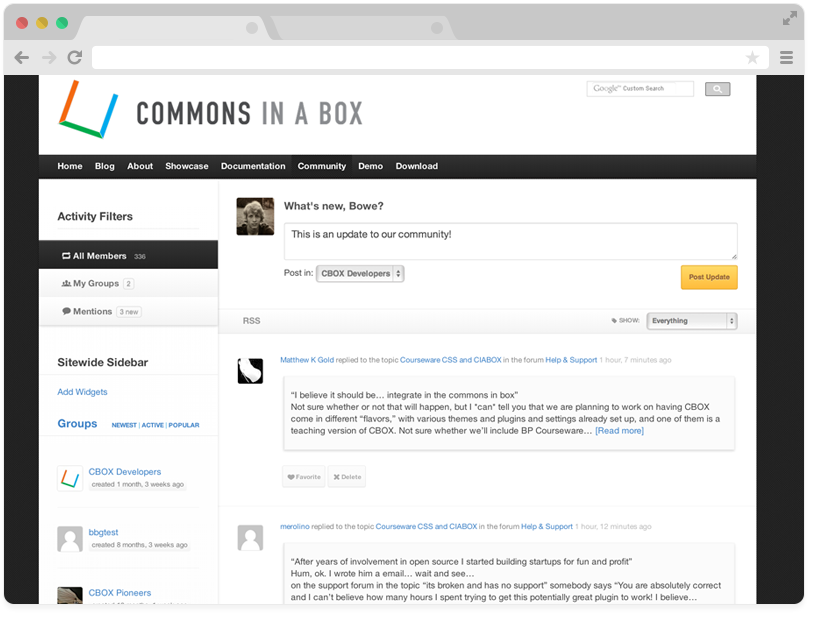 COMMONS IN A BOX
Google™ Custom Search
Home Blog About Showcase Documentation Community Demo Download
Activity Filters
All Members 336
My Groups 2
Mentions 3 new
Sitewide Sidebar
Add Widgets
Groups NEWEST | ACTIVE | POPULAR
CBOX Developers
created 1 month, 3 weeks ago
bbgtest
created 8 months, 3 weeks ago
CBOX Pioneers
What's new, Bowe?
This is an update to our community!
Post in: CBOX Developers
Post Update
RSS
SHOW: Everything
Matthew K Gold replied to the topic Courseware CSS and CIABOX in the forum Help & Support 1 hour, 7 minutes ago
“I believe it should be… integrate in the commons in box”
Not sure whether or not that will happen, but I *can* tell you that we are planning to work on having CBOX
come in different “flavors,” with various themes and plugins and settings already set up, and one of them is a
teaching version of CBOX. Not sure whether we’ll include BP Courseware… [Read more]
Favorite Delete
merolino replied to the topic Courseware CSS and CIABOX in the forum Help & Support 1 hour, 12 minutes ago
“After years of involvement in open source I started building startups for fun and profit”
Hum, ok. I wrote him a email… wait and see…
on the support forum in the topic “its broken and has no support” somebody says “You are absolutely correct
and I can’t believe how many hours I spent trying to get this potentially great plugin to work! I believe…